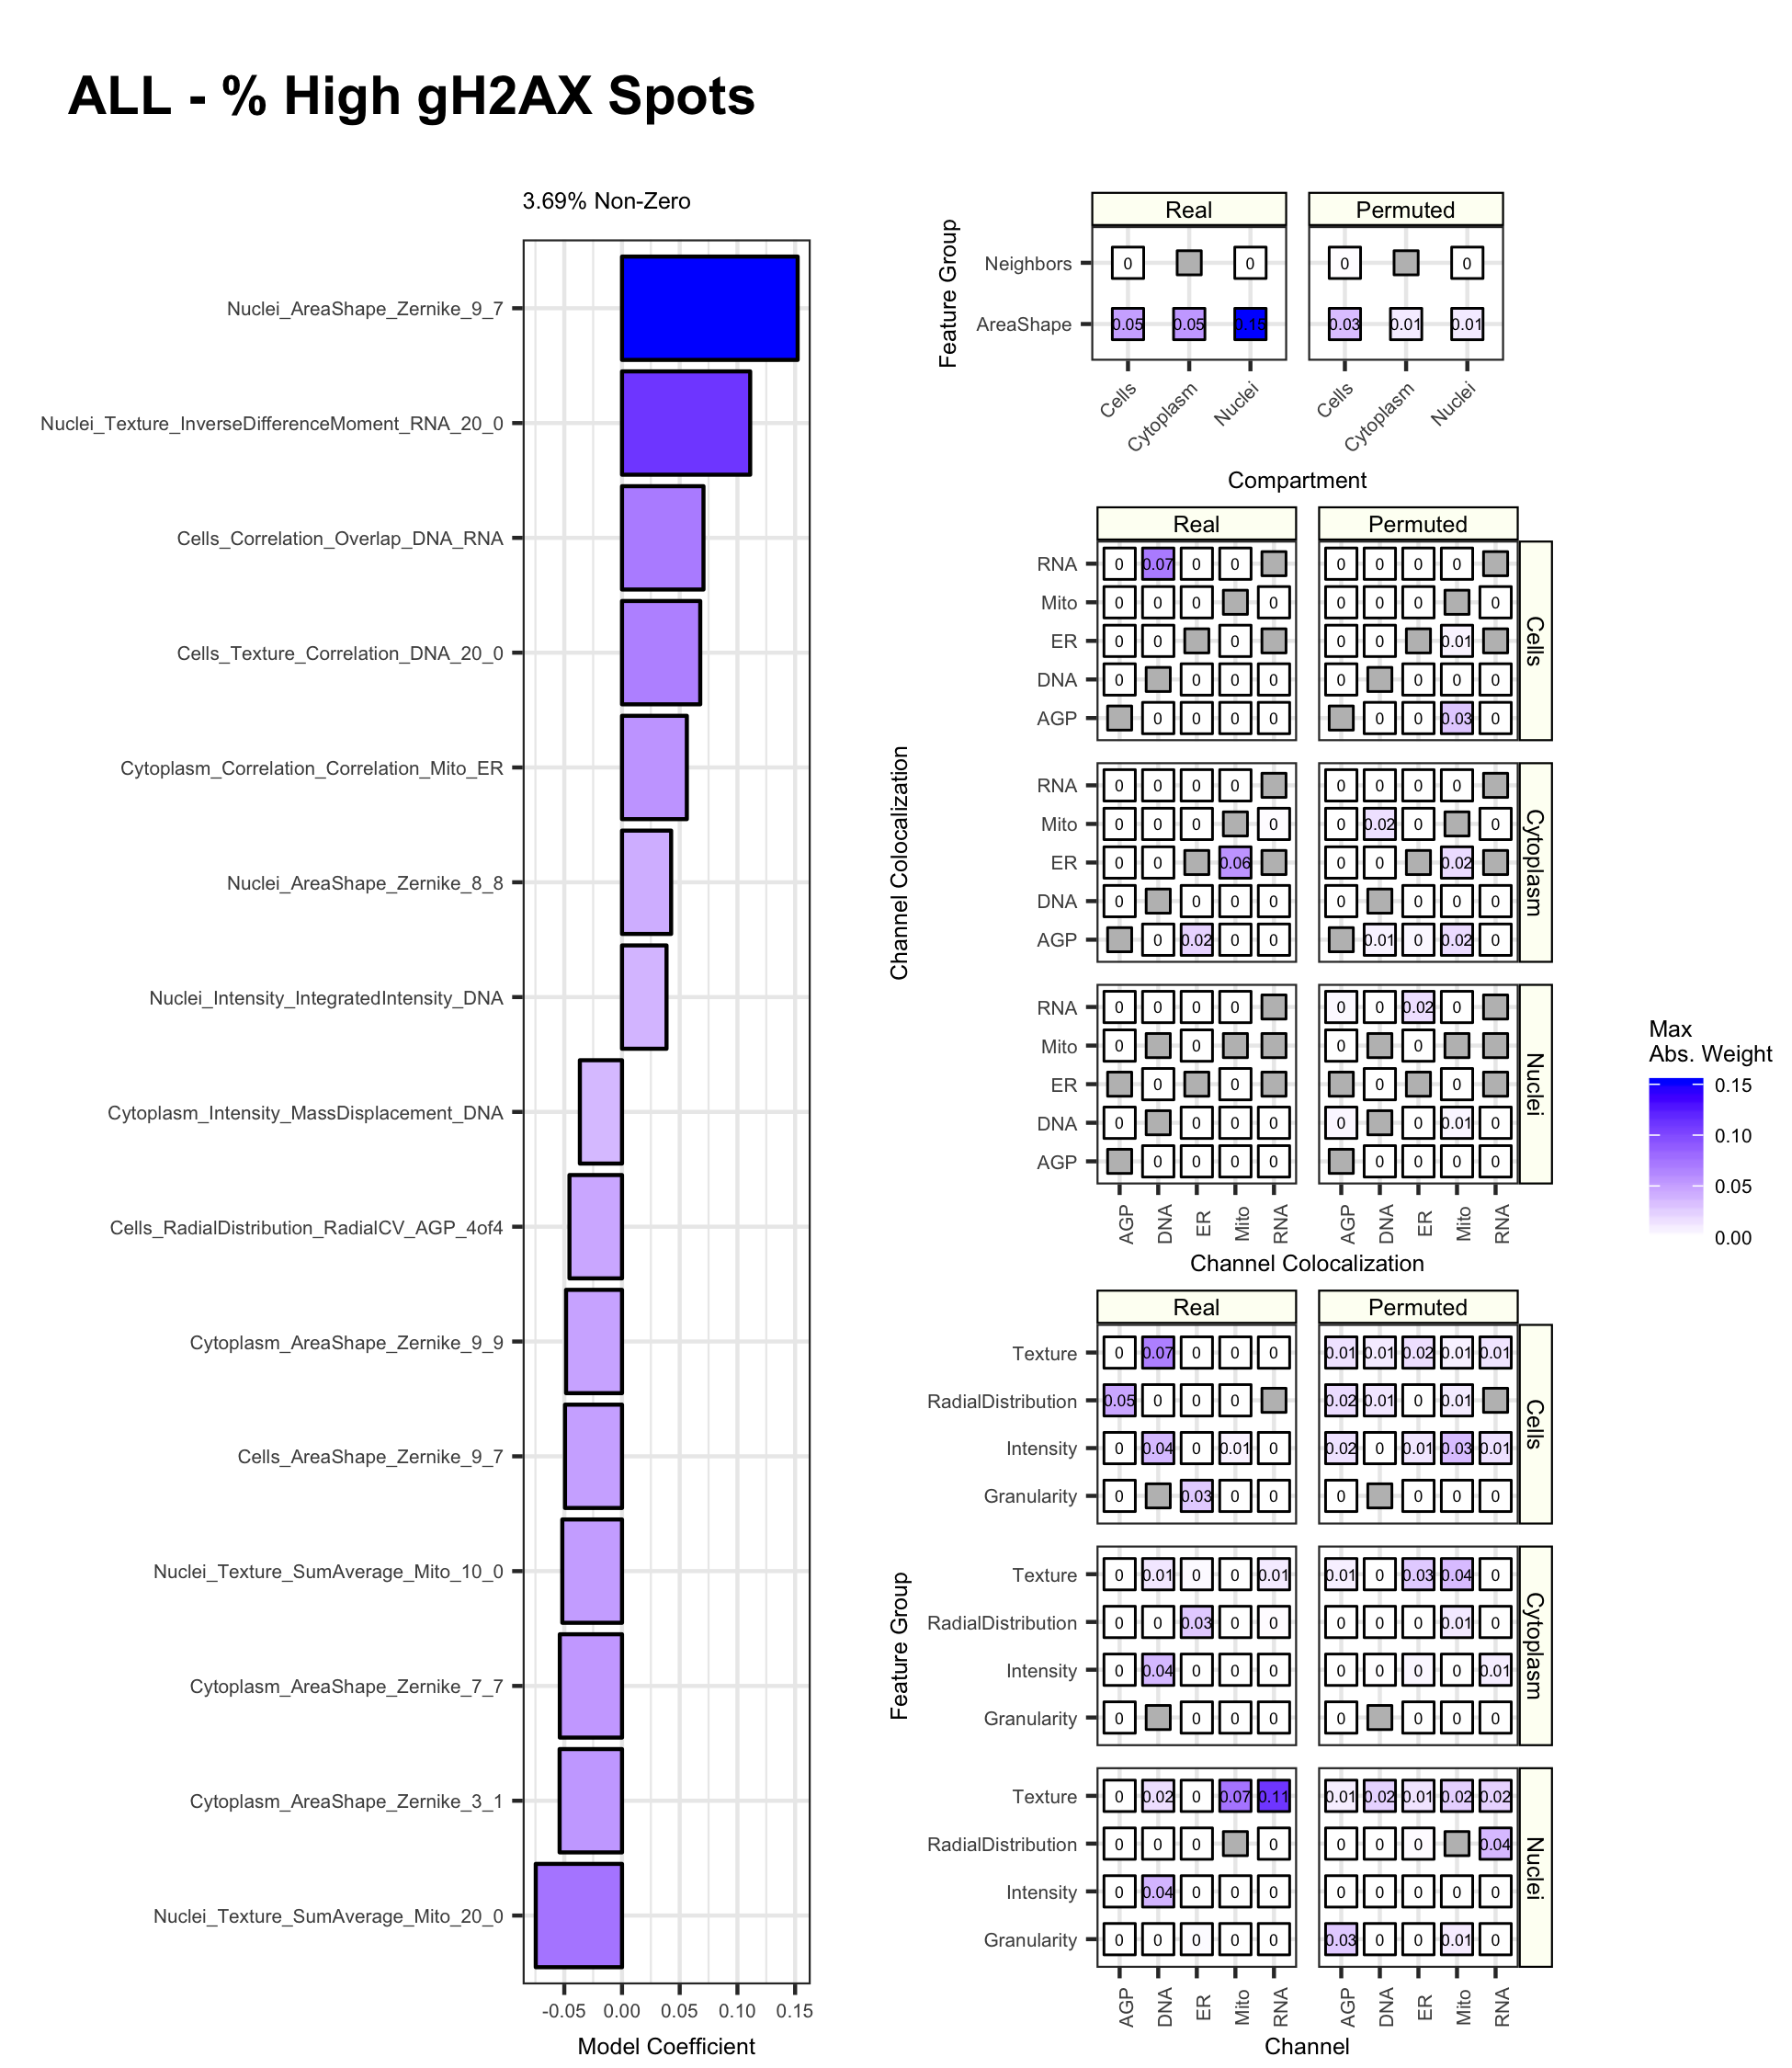 ALL - % High gH2AX Spots
3.69% Non-Zero
Nuclei_AreaShape_Zernike_9_7
Nuclei_Texture_InverseDifferenceMoment_RNA_20_0
Cells_Correlation_Overlap_DNA_RNA
Cells_Texture_Correlation_DNA_20_0
Cytoplasm_Correlation_Correlation_Mito_ER
Nuclei_AreaShape_Zernike_8_8
Nuclei_Intensity_IntegratedIntensity_DNA
Cytoplasm_Intensity_MassDisplacement_DNA
Cells_RadialDistribution_RadialCV_AGP_4of4
Cytoplasm_AreaShape_Zernike_9_9
Cells_AreaShape_Zernike_9_7
Nuclei_Texture_SumAverage_Mito_10_0
Cytoplasm_AreaShape_Zernike_7_7
Cytoplasm_AreaShape_Zernike_3_1
Nuclei_Texture_SumAverage_Mito_20_0
-0.05 0.00 0.05 0.10 0.15
Model Coefficient
Real Permuted
Feature Group
Neighbors 0 0 0 0
AreaShape 0.05 0.05 0.15 0.03 0.01 0.01
Cells Cytoplasm Nuclei Cells Cytoplasm Nuclei
Compartment
Real Permuted
Channel Colocalization
RNA 0 0.07 0 0 0 0 0 0
Mito 0 0 0 0 0 0 0 0
ER 0 0 0 0 0 0.01
DNA 0 0 0 0 0 0 0 0
AGP 0 0 0 0 0 0 0.03 0
Cells
RNA 0 0 0 0 0 0 0 0
Mito 0 0 0 0 0 0.02 0 0
ER 0 0 0.06 0 0 0.02
DNA 0 0 0 0 0 0 0 0
AGP 0 0.02 0 0 0.01 0 0.02 0
Cytoplasm
RNA 0 0 0 0 0 0 0.02 0
Mito 0 0 0 0
ER 0 0 0 0
DNA 0 0 0 0 0 0 0.01 0
AGP 0 0 0 0 0 0 0 0
Nuclei
AGP DNA ER Mito RNA AGP DNA ER Mito RNA
Channel Colocalization
Max
Abs. Weight
0.15
0.10
0.05
0.00
Real Permuted
Feature Group
Texture 0 0.07 0 0 0 0.01 0.01 0.02 0.01 0.01
RadialDistribution 0.05 0 0 0 0.02 0.01 0 0.01
Intensity 0 0.04 0 0.01 0 0.02 0 0.01 0.03 0.01
Granularity 0 0.03 0 0 0 0 0 0
Cells
Texture 0 0.01 0 0 0.01 0.01 0 0.03 0.04 0
RadialDistribution 0 0 0.03 0 0 0 0 0 0.01 0
Intensity 0 0.04 0 0 0 0 0 0 0 0.01
Granularity 0 0 0 0 0 0 0 0
Cytoplasm
Texture 0 0.02 0 0.07 0.11 0.01 0.02 0.01 0.02 0.02
RadialDistribution 0 0 0 0 0 0 0 0.04
Intensity 0 0.04 0 0 0 0 0 0 0 0
Granularity 0 0 0 0 0 0.03 0 0 0.01 0
Nuclei
AGP DNA ER Mito RNA AGP DNA ER Mito RNA
Channel